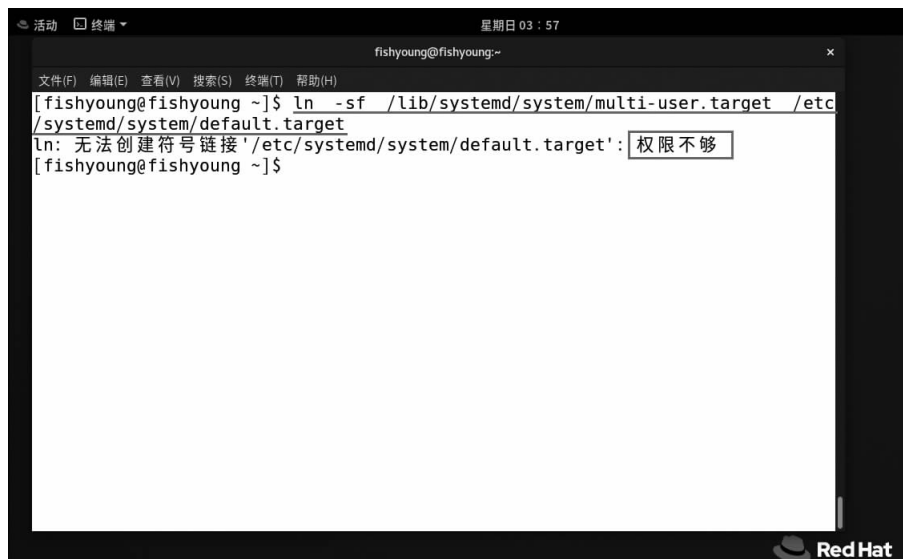 活动 终端
星期日 03：57
fishyoung@fishyoung:~
文件(F) 编辑(E) 查看(V) 搜索(S) 终端(T) 帮助(H)
[fishyoung@fishyoung ~]$ ln  -sf  /lib/systemd/system/multi-user.target  /etc
/systemd/system/default.target
ln: 无法创建符号链接'/etc/systemd/system/default.target': 权限不够
[fishyoung@fishyoung ~]$
Red Hat